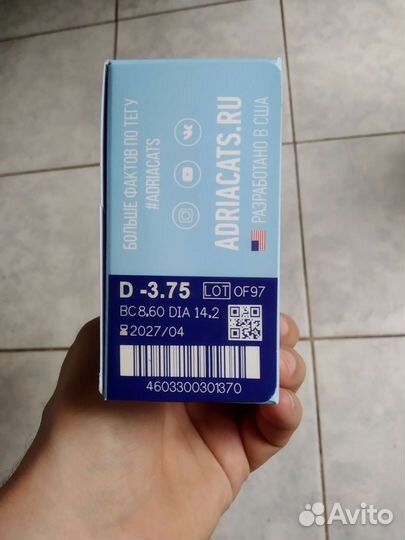 БОЛЬШЕ ФАКТОВ ПО ТЕГУ
#ADRIACATS
ADRIACATS.RU
РАЗРАБОТАНО В США
D -3.75 LOT OF97
BC 8.60 DIA 14.2
2027/04
4603300301370
Avito